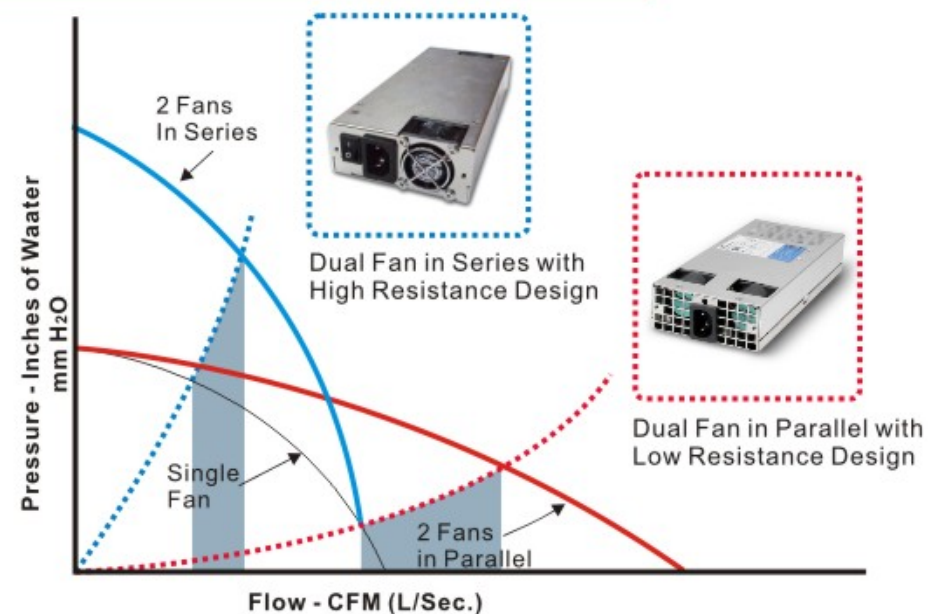 2 Fans
In Series
Dual Fan in Series with
High Resistance Design
Pressure - Inches of Waater
mm H₂O
Dual Fan in Parallel with
Low Resistance Design
Single
Fan
2 Fans
in Parallel
Flow - CFM (L/Sec.)